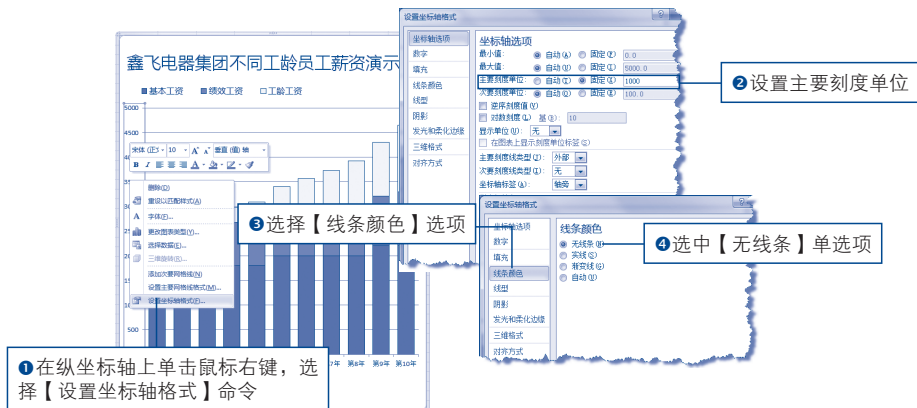 鑫飞电器集团不同工龄员工薪资演示
■基本工资 ■绩效工资 □工龄工资
5000
4500
500
宋体 (正) 10 A A 垂直 (值) 轴
B I
删除(D)
重设以匹配样式(A)
A 字体(F)...
更改图表类型(Y)...
选择数据(E)...
三维旋转(R)...
添加次要网格线(N)
设置主要网格线格式(M)...
设置坐标轴格式(F)...
第8年 第9年 第10年
❶在纵坐标轴上单击鼠标右键，选
择【设置坐标轴格式】命令
设置坐标轴格式
坐标轴选项
数字
填充
线条颜色
线型
阴影
发光和柔化边缘
三维格式
对齐方式
坐标轴选项
最小值: 自动(A) 固定(F) 0.0
最大值: 自动(U) 固定(I) 5000.0
主要刻度单位: 自动(T) 固定(X) 1000
次要刻度单位: 自动(O) 固定(E) 100.0
逆序刻度值(V)
对数刻度(L) 基(B): 10
显示单位(U): 无
在图表上显示刻度单位标签(S)
主要刻度线类型(J): 外部
次要刻度线类型(I): 无
坐标轴标签(A): 轴旁
❷设置主要刻度单位
❸选择【线条颜色】选项
设置坐标轴格式
坐标轴选项
数字
填充
线条颜色
线型
阴影
发光和柔化边缘
三维格式
对齐方式
线条颜色
无线条(N)
实线(S)
渐变线(G)
自动(U)
❹选中【无线条】单选项